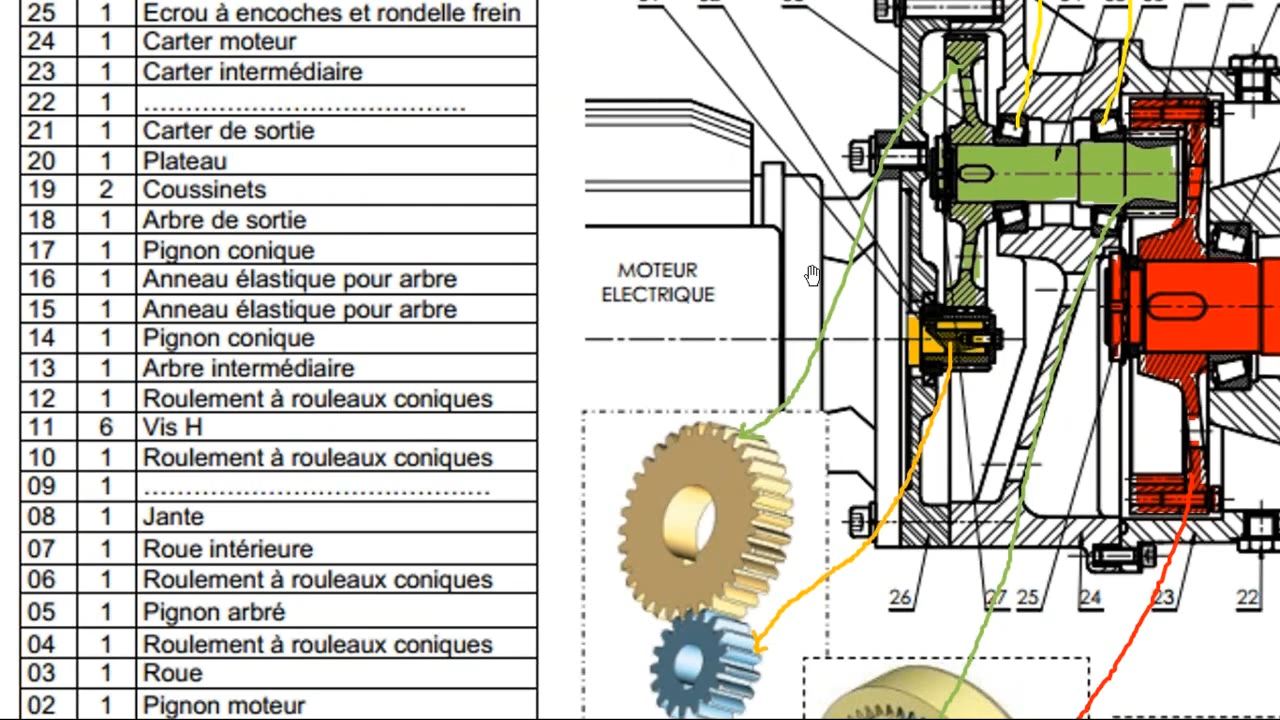 25 1 Ecrou à encoches et rondelle frein
24 1 Carter moteur
23 1 Carter intermédiaire
22 1 ..........................................
21 1 Carter de sortie
20 1 Plateau
19 2 Coussinets
18 1 Arbre de sortie
17 1 Pignon conique
16 1 Anneau élastique pour arbre
15 1 Anneau élastique pour arbre
14 1 Pignon conique
13 1 Arbre intermédiaire
12 1 Roulement à rouleaux coniques
11 6 Vis H
10 1 Roulement à rouleaux coniques
09 1 ..........................................
08 1 Jante
07 1 Roue intérieure
06 1 Roulement à rouleaux coniques
05 1 Pignon arbré
04 1 Roulement à rouleaux coniques
03 1 Roue
02 1 Pignon moteur
MOTEUR
ELECTRIQUE
26 27 25 24 23 22